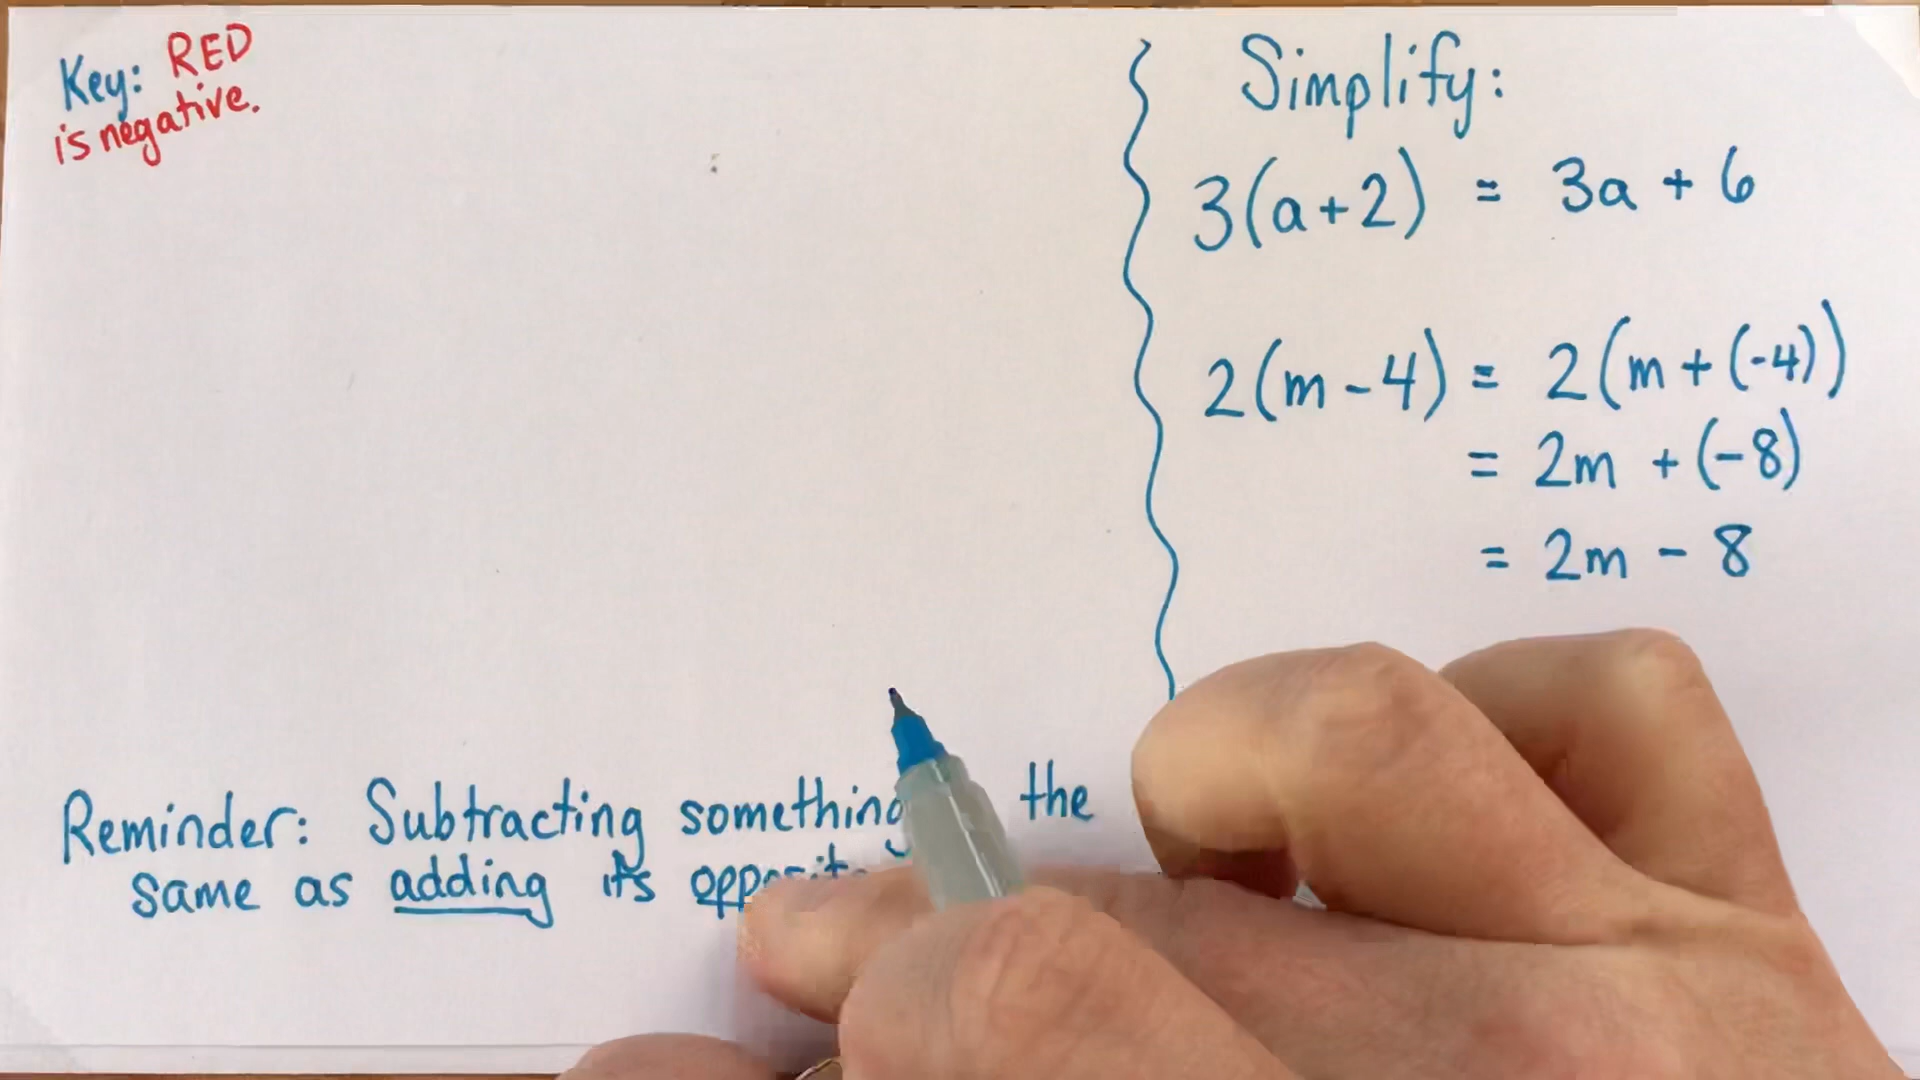 Key: RED
is negative.
Simplify:
3(a+2) = 3a + 6
2(m-4) = 2(m+(-4))
= 2m + (-8)
= 2m - 8
Reminder: Subtracting something the
same as adding it's